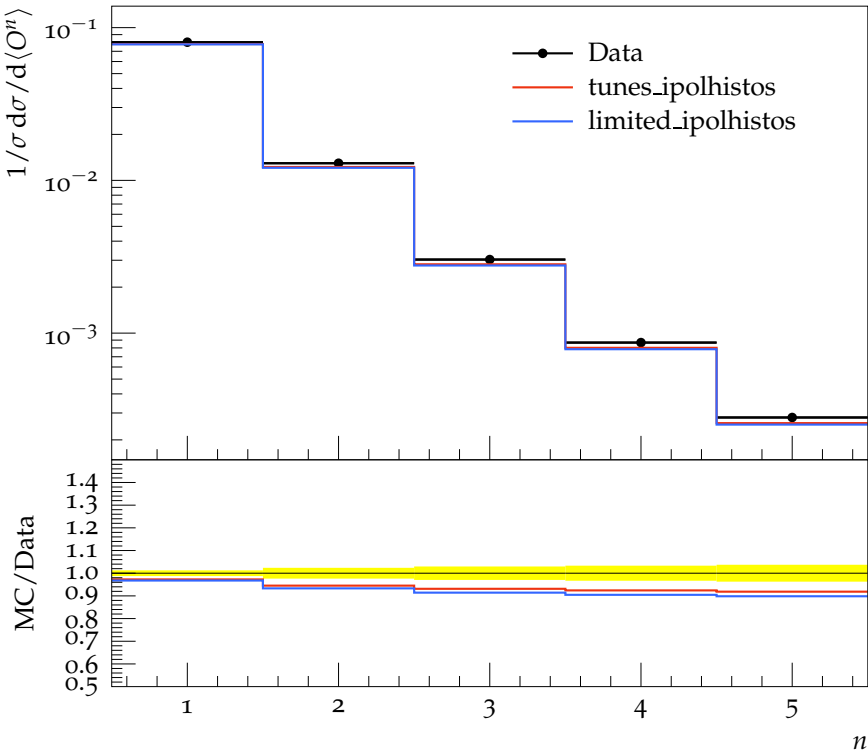 10⁻¹
10⁻²
10⁻³
1/σ dσ/d⟨Oⁿ⟩
Data
tunes_ipolhistos
limited_ipolhistos
1.4
1.3
1.2
1.1
1.0
0.9
0.8
0.7
0.6
0.5
MC/Data
1 2 3 4 5
n